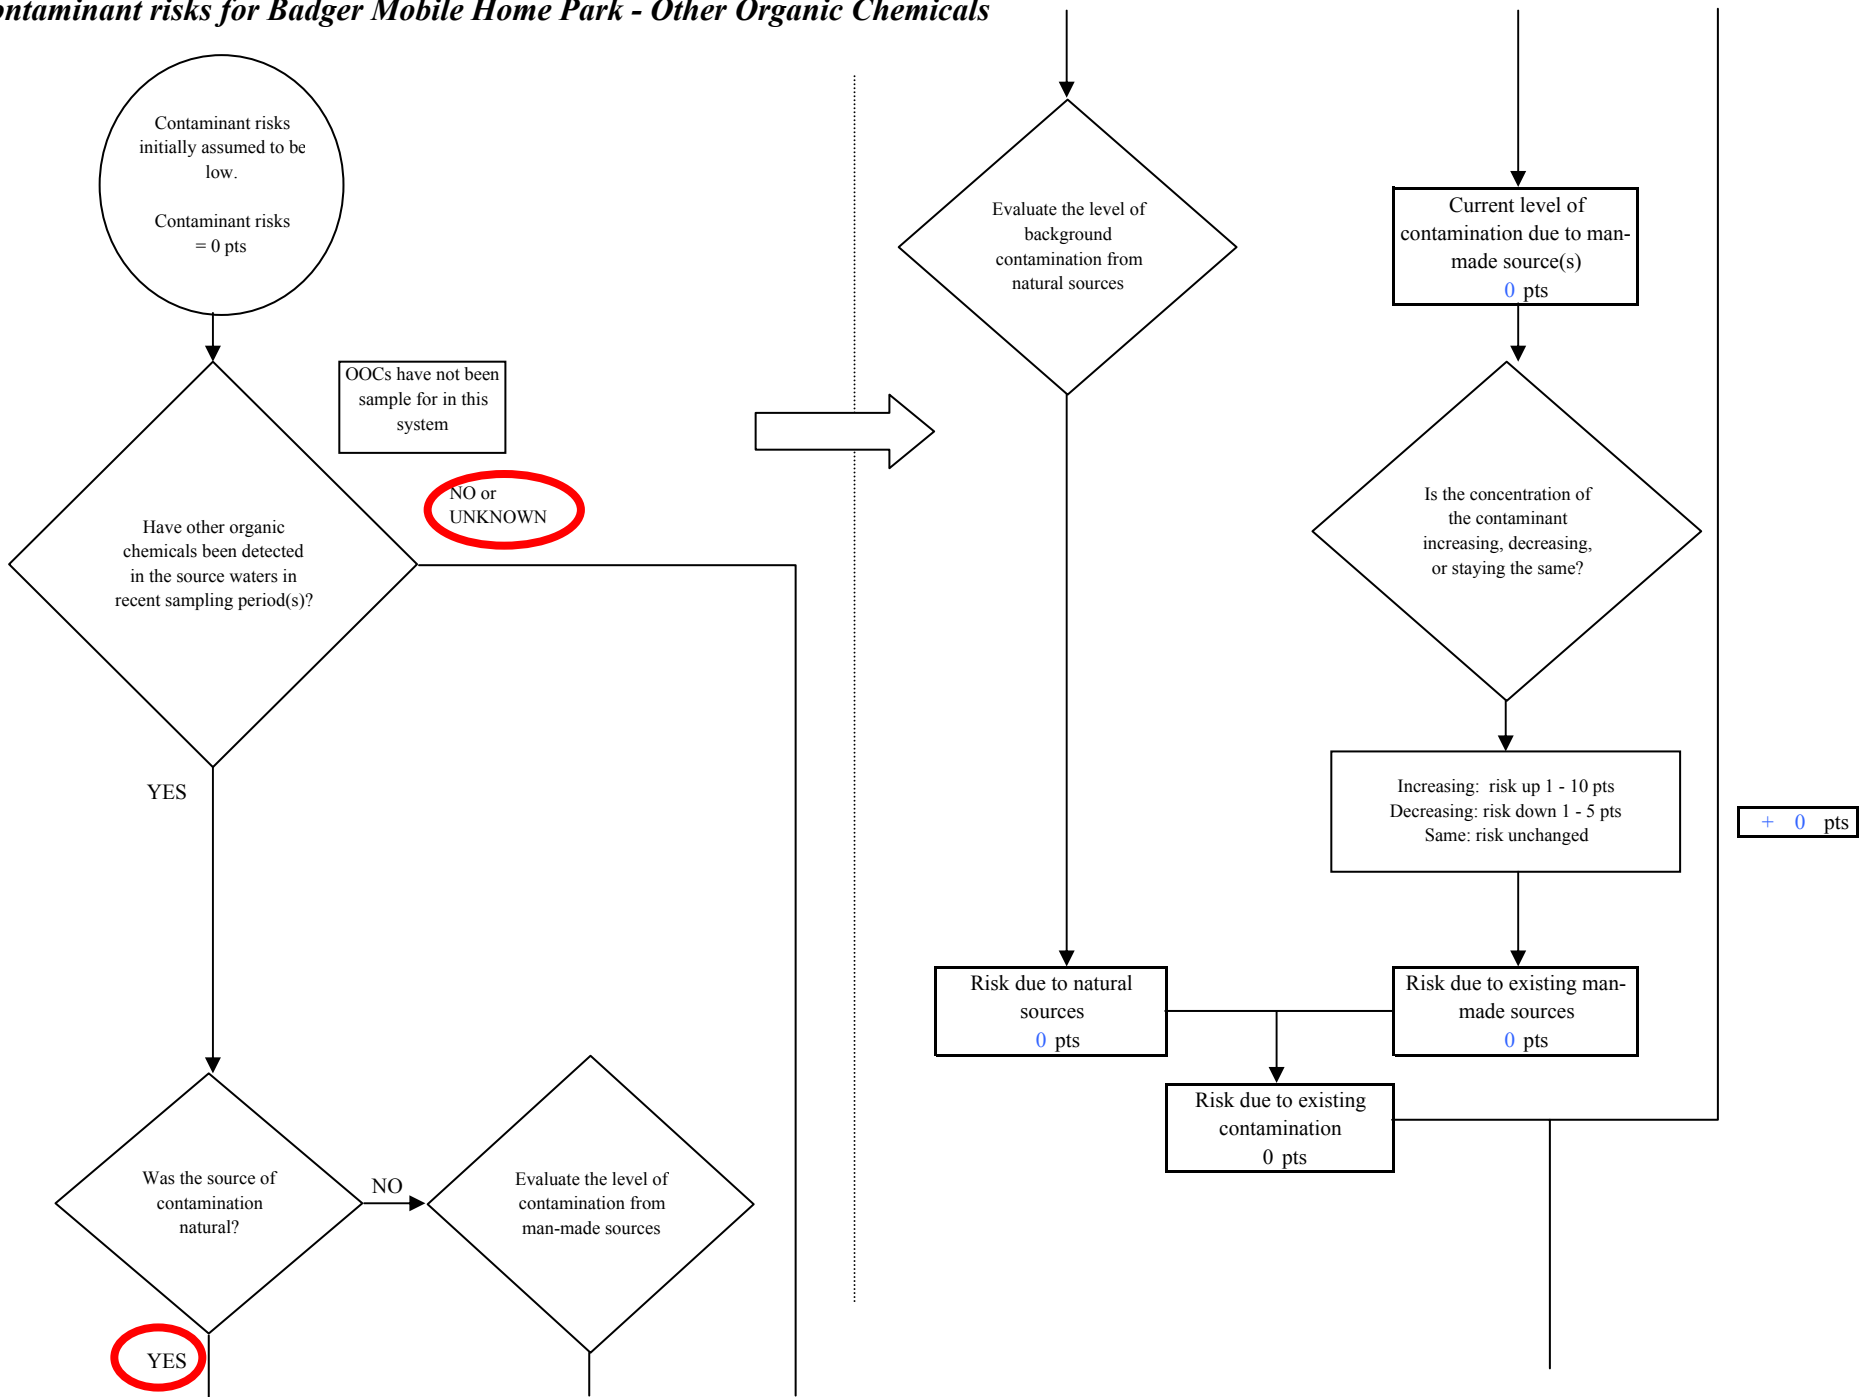 ontaminant risks for Badger Mobile Home Park - Other Organic Chemicals
Contaminant risks
initially assumed to be
low.
Contaminant risks
= 0 pts
OOCs have not been
sample for in this
system
NO or
UNKNOWN
Have other organic
chemicals been detected
in the source waters in
recent sampling period(s)?
YES
Was the source of
contamination
natural?
NO
Evaluate the level of
contamination from
man-made sources
YES
Evaluate the level of
background
contamination from
natural sources
Current level of
contamination due to man-
made source(s)
0 pts
Is the concentration of
the contaminant
increasing, decreasing,
or staying the same?
Increasing: risk up 1 - 10 pts
Decreasing: risk down 1 - 5 pts
Same: risk unchanged
+ 0 pts
Risk due to natural
sources
0 pts
Risk due to existing man-
made sources
0 pts
Risk due to existing
contamination
0 pts